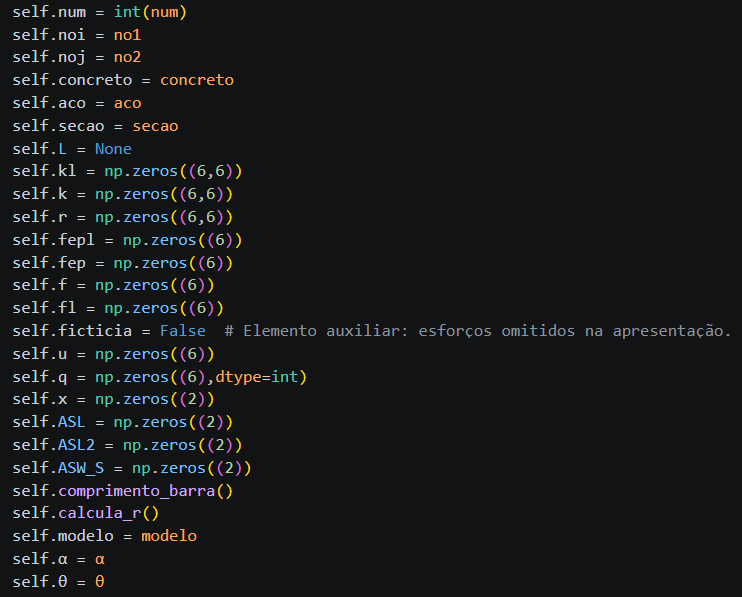 self.num = int(num)
self.noi = no1
self.noj = no2
self.concreto = concreto
self.aco = aco
self.secao = secao
self.L = None
self.kl = np.zeros((6,6))
self.k = np.zeros((6,6))
self.r = np.zeros((6,6))
self.fepl = np.zeros((6))
self.fep = np.zeros((6))
self.f = np.zeros((6))
self.fl = np.zeros((6))
self.ficticia = False  # Elemento auxiliar: esforços omitidos na apresentação.
self.u = np.zeros((6))
self.q = np.zeros((6),dtype=int)
self.x = np.zeros((2))
self.ASL = np.zeros((2))
self.ASL2 = np.zeros((2))
self.ASW_S = np.zeros((2))
self.comprimento_barra()
self.calcula_r()
self.modelo = modelo
self.α = α
self.θ = θ